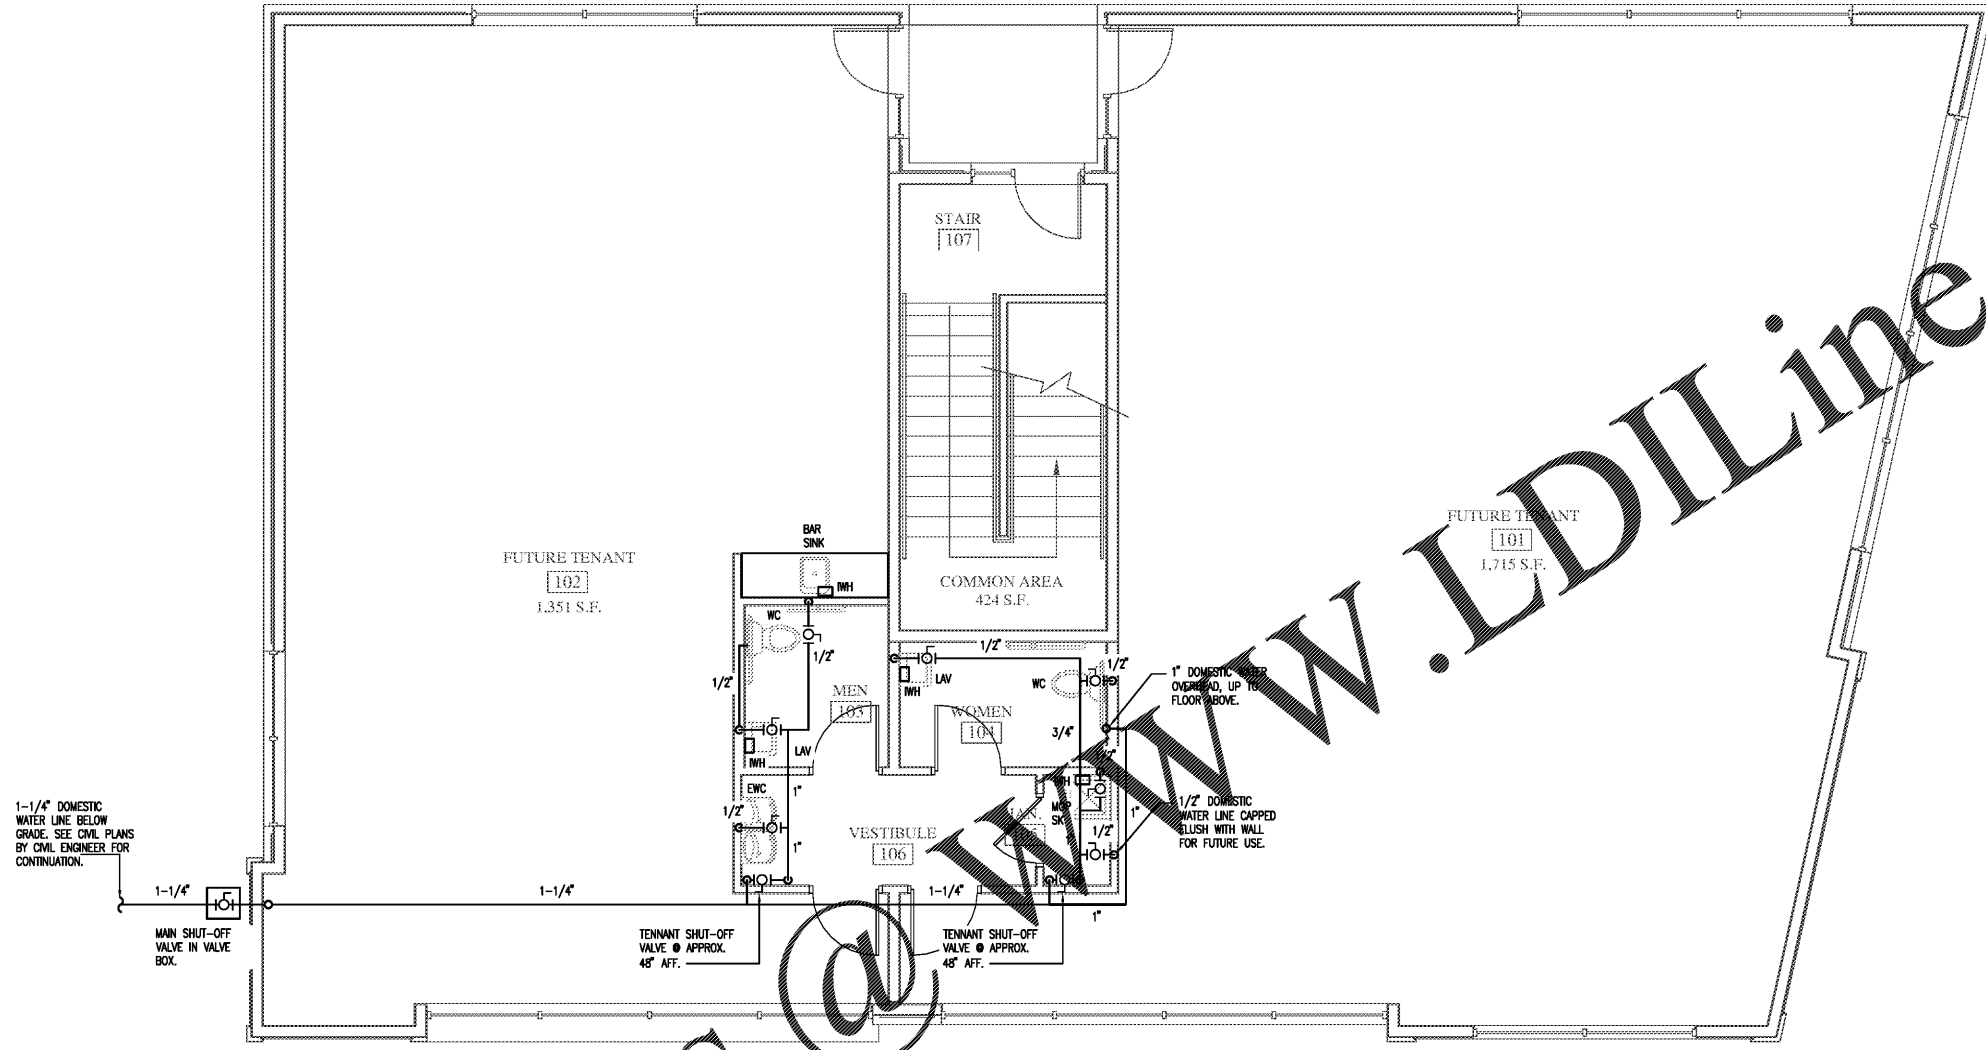 STAIR
107
BAR
SINK
FUTURE TENANT
102
1,351 S.F.
IWH
COMMON AREA
424 S.F.
FUTURE TENANT
101
1,715 S.F.
WC
1/2"
1/2"
1/2"
1/2"
MEN
103
LAV
IWH
LAV
IWH
WC
WOMEN
104
3/4"
1" DOMESTIC WATER
OVERHEAD, UP TO
FLOOR ABOVE.
EWC
1/2"
1"
1"
VESTIBULE
106
MOP
SK
1/2"
1"
1/2" DOMESTIC
WATER LINE CAPPED
FLUSH WITH WALL
FOR FUTURE USE.
1-1/4" DOMESTIC
WATER LINE BELOW
GRADE. SEE CIVIL PLANS
BY CIVIL ENGINEER FOR
CONTINUATION.
1-1/4"
1-1/4"
1-1/4"
1"
MAIN SHUT-OFF
VALVE IN VALVE
BOX.
TENNANT SHUT-OFF
VALVE @ APPROX.
48" AFF.
TENNANT SHUT-OFF
VALVE @ APPROX.
48" AFF.
@ www.LDILine